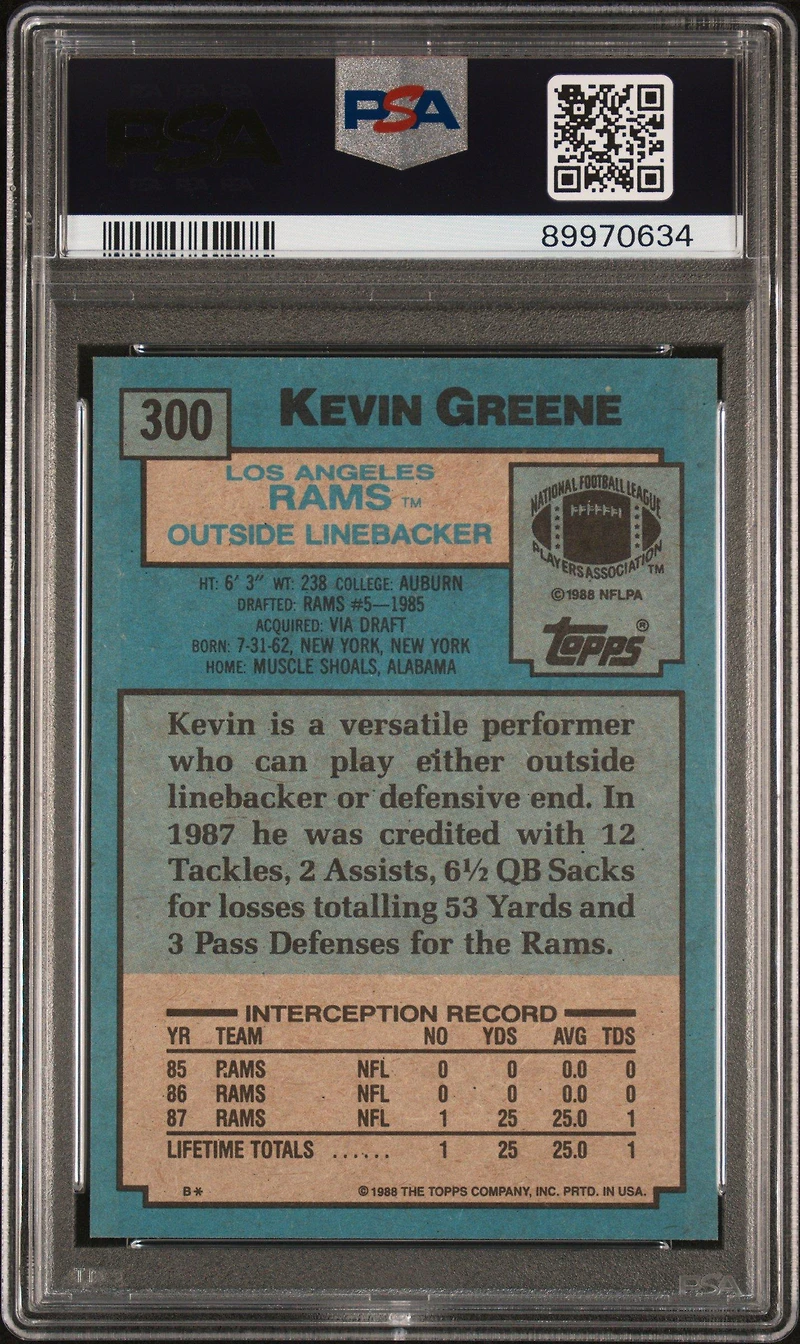 PSA
89970634
300
KEVIN GREENE
LOS ANGELES
RAMS TM
OUTSIDE LINEBACKER
NATIONAL FOOTBALL LEAGUE
PLAYERS ASSOCIATION TM
©1988 NFLPA
topps®
HT: 6' 3" WT: 238 COLLEGE: AUBURN
DRAFTED: RAMS #5—1985
ACQUIRED: VIA DRAFT
BORN: 7-31-62, NEW YORK, NEW YORK
HOME: MUSCLE SHOALS, ALABAMA
Kevin is a versatile performer
who can play either outside
linebacker or defensive end. In
1987 he was credited with 12
Tackles, 2 Assists, 6½ QB Sacks
for losses totalling 53 Yards and
3 Pass Defenses for the Rams.
INTERCEPTION RECORD
YR TEAM NO YDS AVG TDS
85 RAMS NFL 0 0 0.0 0
86 RAMS NFL 0 0 0.0 0
87 RAMS NFL 1 25 25.0 1
LIFETIME TOTALS ...... 1 25 25.0 1
B* ©1988 THE TOPPS COMPANY, INC. PRTD. IN USA.
PSA